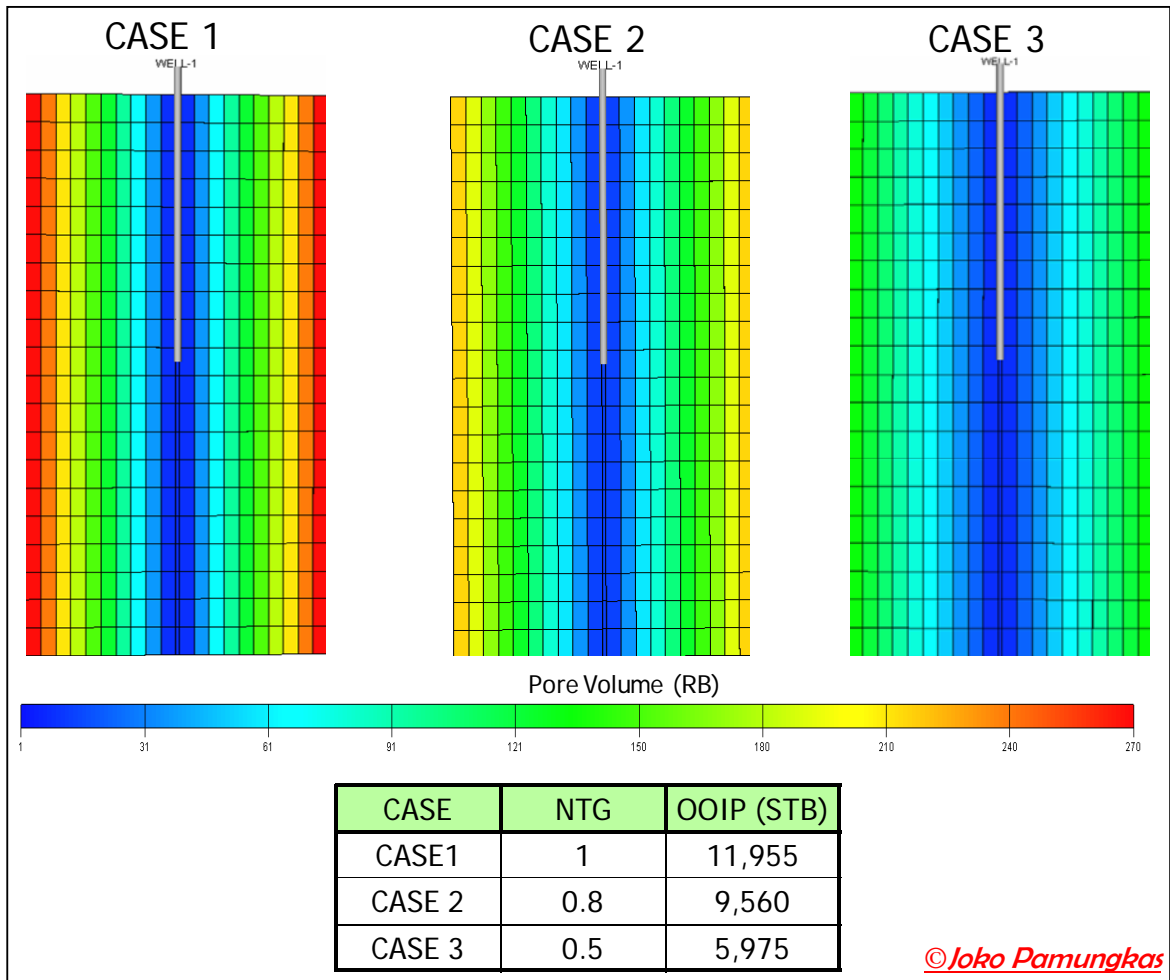 CASE 1 CASE 2 CASE 3
WELL-1 WELL-1 WELL-1
Pore Volume (RB)
1 31 61 91 121 150 180 210 240 270
CASE NTG OOIP (STB)
CASE1 1 11,955
CASE 2 0.8 9,560
CASE 3 0.5 5,975
©Joko Pamungkas